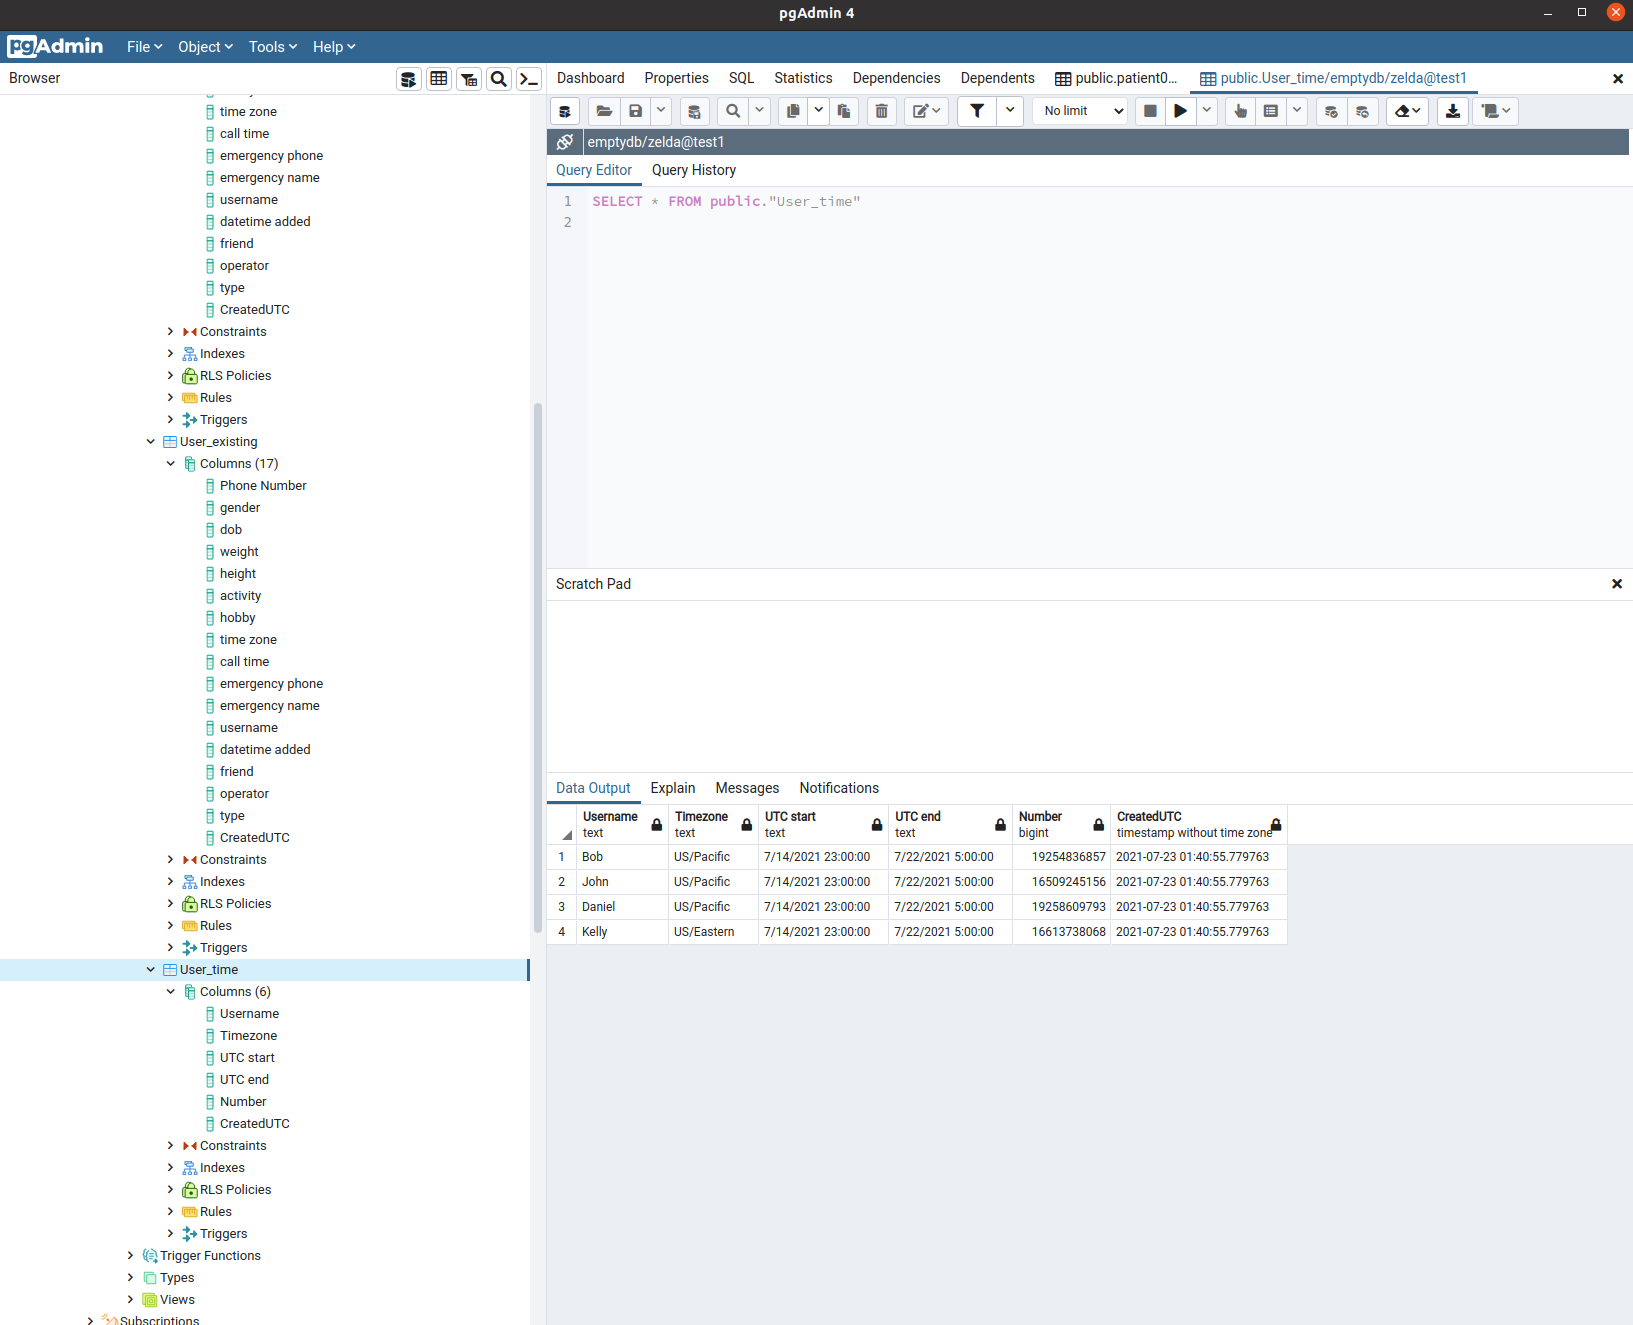 pgAdmin 4
pgAdmin File Object Tools Help
Browser
Dashboard Properties SQL Statistics Dependencies Dependents public.patient0... public.User_time/emptydb/zelda@test1
No limit
emptydb/zelda@test1
Query Editor Query History
1 SELECT * FROM public."User_time"
2
time zone
call time
emergency phone
emergency name
username
datetime added
friend
operator
type
CreatedUTC
Constraints
Indexes
RLS Policies
Rules
Triggers
User_existing
Columns (17)
Phone Number
gender
dob
weight
height
activity
hobby
time zone
call time
emergency phone
emergency name
username
datetime added
friend
operator
type
CreatedUTC
Constraints
Indexes
RLS Policies
Rules
Triggers
User_time
Columns (6)
Username
Timezone
UTC start
UTC end
Number
CreatedUTC
Constraints
Indexes
RLS Policies
Rules
Triggers
Trigger Functions
Types
Views
Subscriptions
Scratch Pad
Data Output Explain Messages Notifications
Username Timezone UTC start UTC end Number CreatedUTC
text text text text bigint timestamp without time zone
1 Bob US/Pacific 7/14/2021 23:00:00 7/22/2021 5:00:00 19254836857 2021-07-23 01:40:55.779763
2 John US/Pacific 7/14/2021 23:00:00 7/22/2021 5:00:00 16509245156 2021-07-23 01:40:55.779763
3 Daniel US/Pacific 7/14/2021 23:00:00 7/22/2021 5:00:00 19258609793 2021-07-23 01:40:55.779763
4 Kelly US/Eastern 7/14/2021 23:00:00 7/22/2021 5:00:00 16613738068 2021-07-23 01:40:55.779763